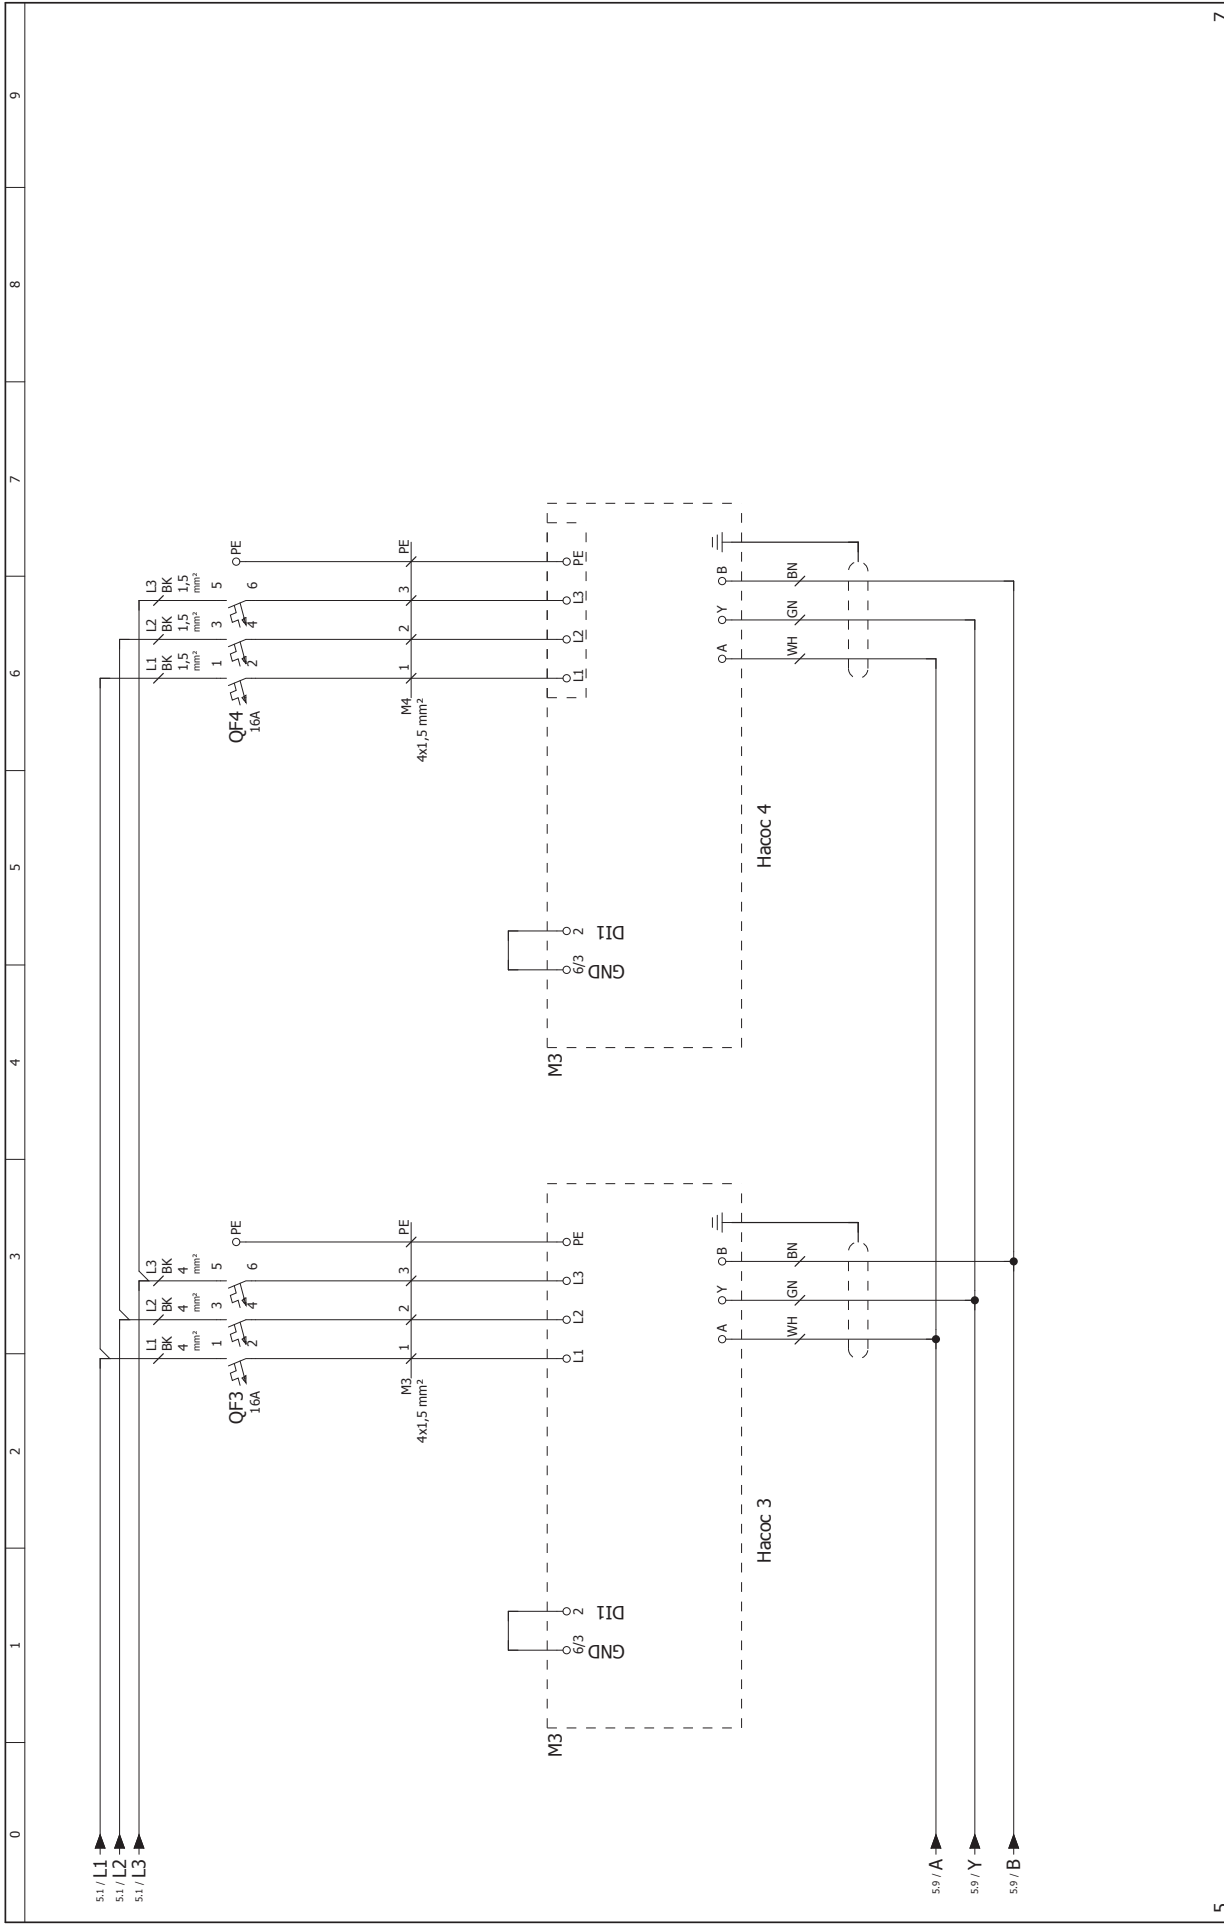 0 1 2 3 4 5 6 7 8 9
5.1 / L1
5.1 / L2
5.1 / L3
L1 L2 L3
BK BK BK
4 4 4
mm² mm² mm²
1 3 5
PE
QF3
16A
2 4 6
M3
4x1,5 mm²
1 2 3 PE
L1 L2 L3 BK BK BK
1,5 1,5 1,5
mm² mm² mm²
1 3 5
PE
QF4
16A
2 4 6
M4
4x1,5 mm²
1 2 3 PE
M3
6/3 2
GND DI1
L1 L2 L3 PE
A Y B
Насос 3
WH GN BN
M3
6/3 2
GND DI1
L1 L2 L3 PE
A Y B
Насос 4
WH GN BN
5.9 / A
5.9 / Y
5.9 / B
5
7